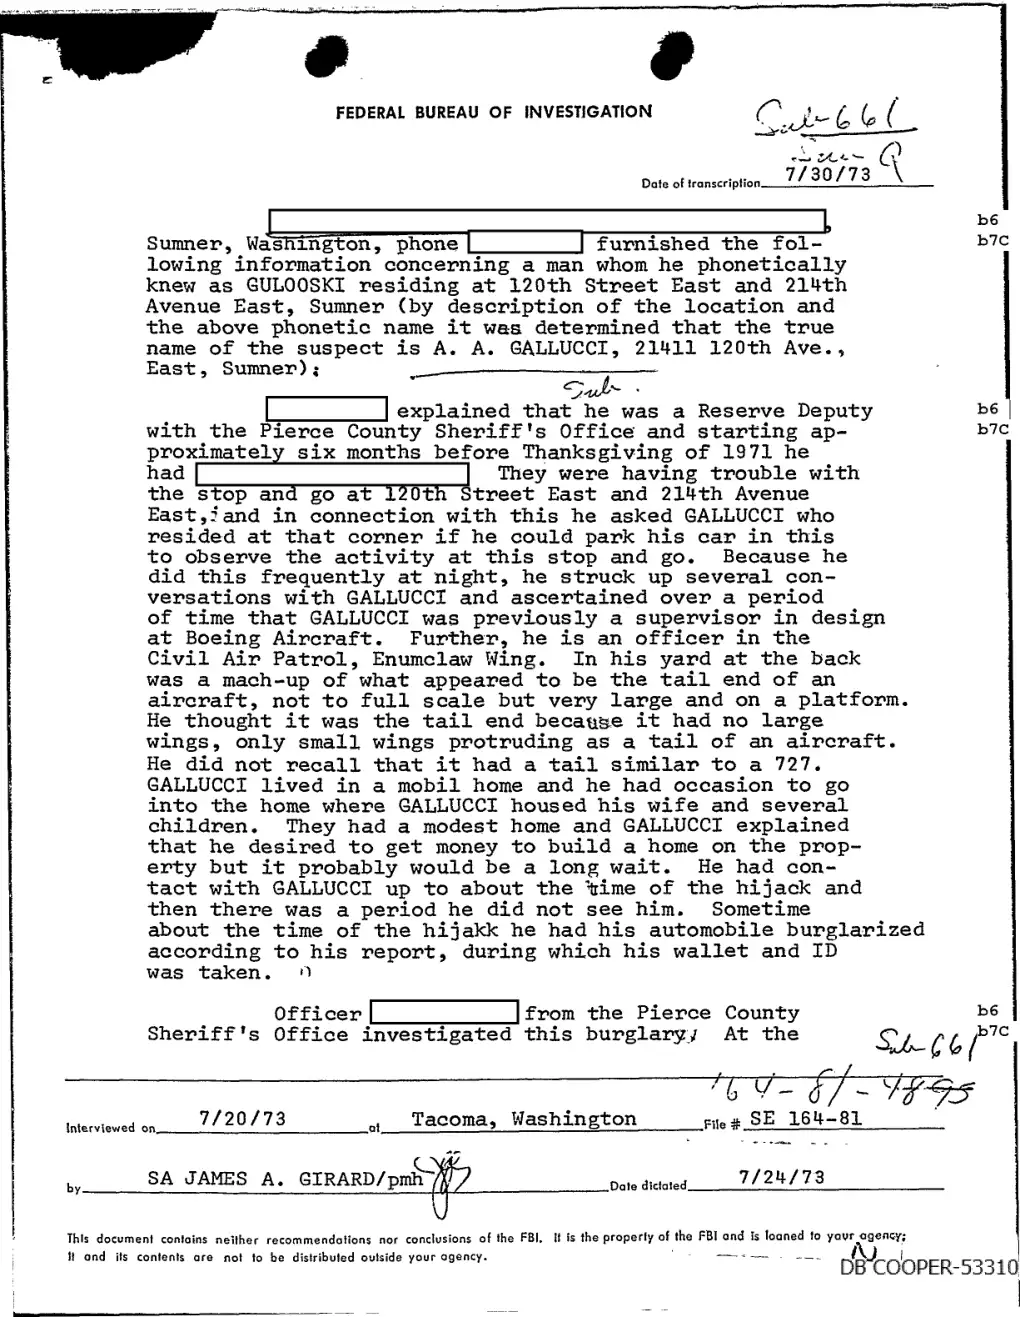 FEDERAL BUREAU OF INVESTIGATION
Sub 661
Date of transcription 7/30/73
b6
b7C
Sumner, Washington, phone furnished the fol-
lowing information concerning a man whom he phonetically
knew as GULOOSKI residing at 120th Street East and 214th
Avenue East, Sumner (by description of the location and
the above phonetic name it was determined that the true
name of the suspect is A. A. GALLUCCI, 21411 120th Ave.,
East, Sumner);
Sub.
explained that he was a Reserve Deputy b6
with the Pierce County Sheriff's Office and starting ap- b7C
proximately six months before Thanksgiving of 1971 he
had They were having trouble with
the stop and go at 120th Street East and 214th Avenue
East, and in connection with this he asked GALLUCCI who
resided at that corner if he could park his car in this
to observe the activity at this stop and go. Because he
did this frequently at night, he struck up several con-
versations with GALLUCCI and ascertained over a period
of time that GALLUCCI was previously a supervisor in design
at Boeing Aircraft. Further, he is an officer in the
Civil Air Patrol, Enumclaw Wing. In his yard at the back
was a mach-up of what appeared to be the tail end of an
aircraft, not to full scale but very large and on a platform.
He thought it was the tail end because it had no large
wings, only small wings protruding as a tail of an aircraft.
He did not recall that it had a tail similar to a 727.
GALLUCCI lived in a mobil home and he had occasion to go
into the home where GALLUCCI housed his wife and several
children. They had a modest home and GALLUCCI explained
that he desired to get money to build a home on the prop-
erty but it probably would be a long wait. He had con-
tact with GALLUCCI up to about the time of the hijack and
then there was a period he did not see him. Sometime
about the time of the hijakk he had his automobile burglarized
according to his report, during which his wallet and ID
was taken.
Officer from the Pierce County b6
Sheriff's Office investigated this burglary. At the b7C
Sub 661
164-81-4895
Interviewed on 7/20/73 at Tacoma, Washington File # SE 164-81
by SA JAMES A. GIRARD/pmh Date dictated 7/24/73
This document contains neither recommendations nor conclusions of the FBI. It is the property of the FBI and is loaned to your agency;
it and its contents are not to be distributed outside your agency.
DB COOPER-53310